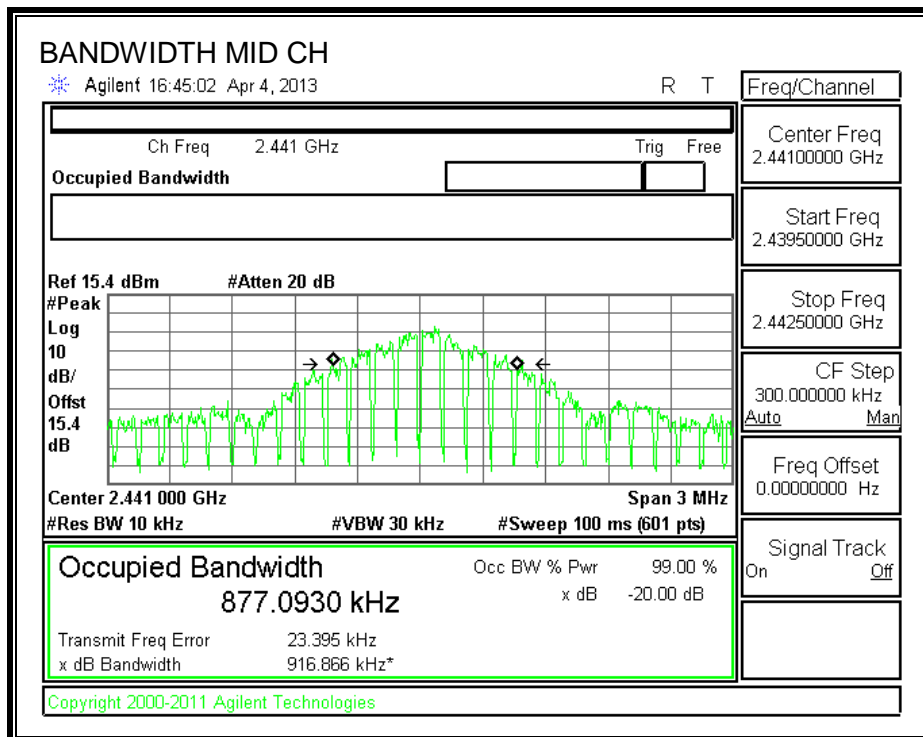 BANDWIDTH MID CH
Agilent 16:45:02 Apr 4, 2013 R T
Freq/Channel
Ch Freq 2.441 GHz Trig Free
Occupied Bandwidth
Center Freq
2.44100000 GHz
Start Freq
2.43950000 GHz
Stop Freq
2.44250000 GHz
CF Step
300.000000 kHz
Auto Man
Freq Offset
0.00000000 Hz
Signal Track
On Off
Ref 15.4 dBm #Atten 20 dB
#Peak
Log
10
dB/
Offst
15.4
dB
Center 2.441 000 GHz Span 3 MHz
#Res BW 10 kHz #VBW 30 kHz #Sweep 100 ms (601 pts)
Occupied Bandwidth Occ BW % Pwr 99.00 %
877.0930 kHz x dB -20.00 dB
Transmit Freq Error 23.395 kHz
x dB Bandwidth 916.866 kHz*
Copyright 2000-2011 Agilent Technologies